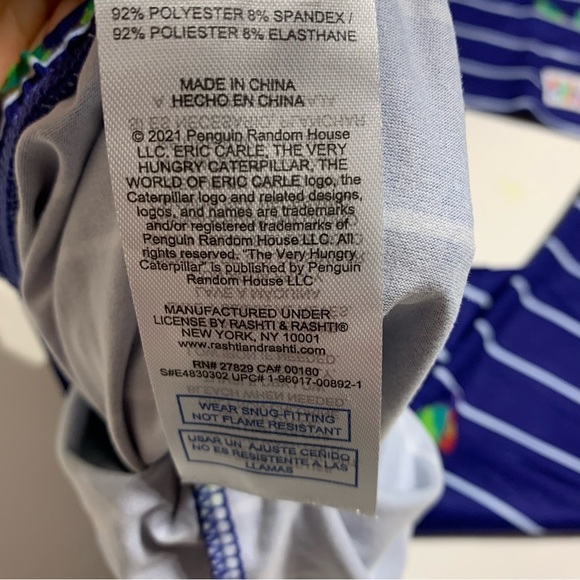 92% POLYESTER 8% SPANDEX /
92% POLIESTER 8% ELASTHANE
MADE IN CHINA
HECHO EN CHINA
© 2021 Penguin Random House
LLC. ERIC CARLE, THE VERY
HUNGRY CATERPILLAR, THE
WORLD OF ERIC CARLE logo, the
Caterpillar logo and related designs,
logos, and names are trademarks
and/or registered trademarks of
Penguin Random House LLC. All
rights reserved. "The Very Hungry
Caterpillar" is published by Penguin
Random House LLC
MANUFACTURED UNDER
LICENSE BY RASHTI & RASHTI®
NEW YORK, NY 10001
www.rashtiandrashti.com
RN# 27829 CA# 00160
S#E4830302 UPC# 1-96017-00892-1
WEAR SNUG-FITTING
NOT FLAME RESISTANT
USAR UN AJUSTE CEÑIDO
NO ES RESISTENTE A LAS
LLAMAS